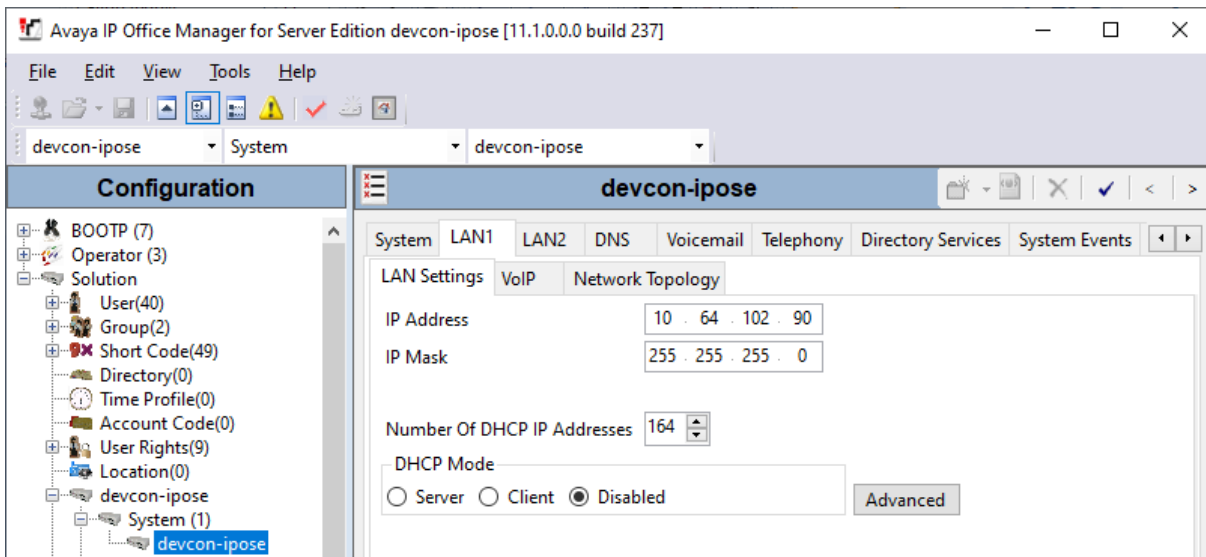 Avaya IP Office Manager for Server Edition devcon-ipose [11.1.0.0.0 build 237]
File Edit View Tools Help
devcon-ipose System devcon-ipose
Configuration
BOOTP (7)
Operator (3)
Solution
User(40)
Group(2)
Short Code(49)
Directory(0)
Time Profile(0)
Account Code(0)
User Rights(9)
Location(0)
devcon-ipose
System (1)
devcon-ipose
devcon-ipose
System LAN1 LAN2 DNS Voicemail Telephony Directory Services System Events
LAN Settings VoIP Network Topology
IP Address 10 . 64 . 102 . 90
IP Mask 255 . 255 . 255 . 0
Number Of DHCP IP Addresses 164
DHCP Mode
Server Client Disabled Advanced